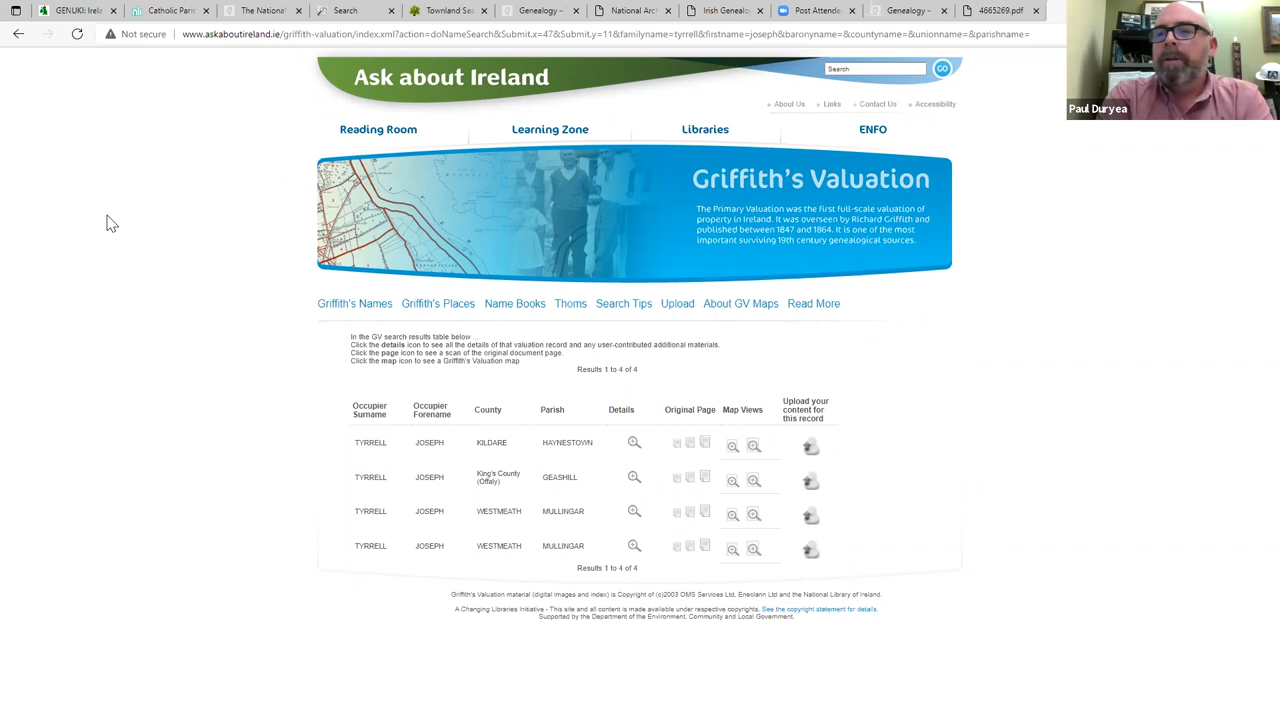 GENUKI: Irela
Catholic Paris
The Nationa
Search
Townland Sea
Genealogy –
National Arch
Irish Genealo
Post Attende
Genealogy –
4665269.pdf
Not secure
www.askaboutireland.ie/griffith-valuation/index.xml?action=doNameSearch&Submit.x=47&Submit.y=11&familyname=tyrrell&firstname=joseph&baronyname=&countyname=&unionname=&parishname=
Paul Duryea
Ask about Ireland
Search
GO
About Us
Links
Contact Us
Accessibility
Reading Room
Learning Zone
Libraries
ENFO
Griffith's Valuation
The Primary Valuation was the first full-scale valuation of
property in Ireland. It was overseen by Richard Griffith and
published between 1847 and 1864. It is one of the most
important surviving 19th century genealogical sources.
Griffith's Names Griffith's Places Name Books Thoms Search Tips Upload About GV Maps Read More
In the GV search results table below ...
Click the details icon to see all the details of that valuation record and any user-contributed additional materials.
Click the page icon to see a scan of the original document page.
Click the map icon to see a Griffith's Valuation map
Results 1 to 4 of 4
Occupier Surname
Occupier Forename
County
Parish
Details
Original Page
Map Views
Upload your content for this record
TYRRELL JOSEPH KILDARE HAYNESTOWN
TYRRELL JOSEPH King's County (Offaly) GEASHILL
TYRRELL JOSEPH WESTMEATH MULLINGAR
TYRRELL JOSEPH WESTMEATH MULLINGAR
Results 1 to 4 of 4
Griffith's Valuation material (digital images and index) is Copyright of (c)2003 OMS Services Ltd, Eneclann Ltd and the National Library of Ireland.
A Changing Libraries Initiative - This site and all content is made available under respective copyrights. See the copyright statement for details.
Supported by the Department of the Environment, Community and Local Government.